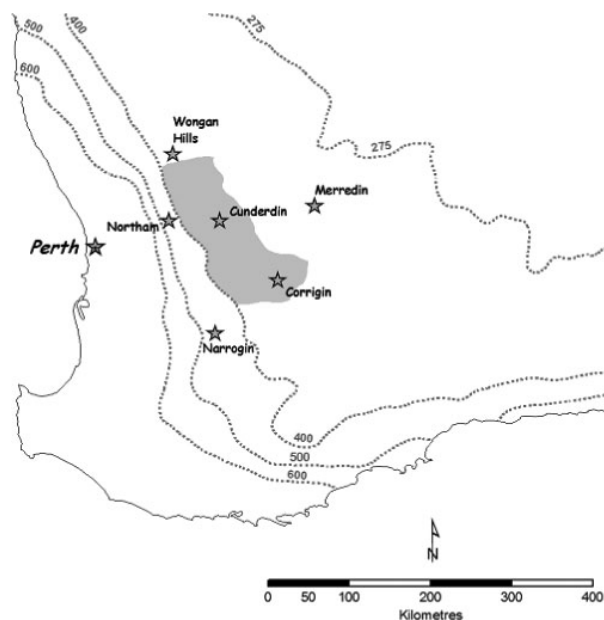 275
500
400
600
Wongan
Hills
275
Merredin
Northam
Cunderdin
Perth
Corrigin
Narrogin
400
500
600
N
0 50 100 200 300 400
Kilometres